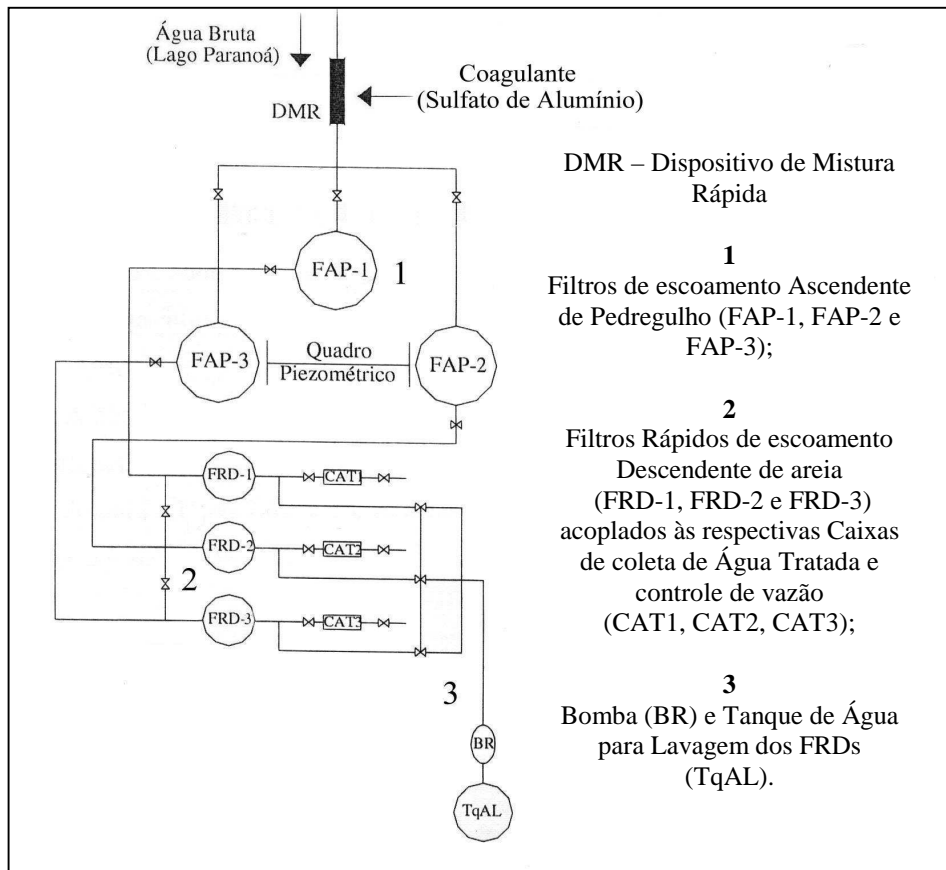 Água Bruta
(Lago Paranoá)
DMR
Coagulante
(Sulfato de Alumínio)
FAP-1
1
FAP-3
Quadro
Piezométrico
FAP-2
FRD-1
CAT1
FRD-2
CAT2
2
FRD-3
CAT3
3
BR
TqAL
DMR – Dispositivo de Mistura
Rápida
1
Filtros de escoamento Ascendente
de Pedregulho (FAP-1, FAP-2 e
FAP-3);
2
Filtros Rápidos de escoamento
Descendente de areia
(FRD-1, FRD-2 e FRD-3)
acoplados às respectivas Caixas
de coleta de Água Tratada e
controle de vazão
(CAT1, CAT2, CAT3);
3
Bomba (BR) e Tanque de Água
para Lavagem dos FRDs
(TqAL).